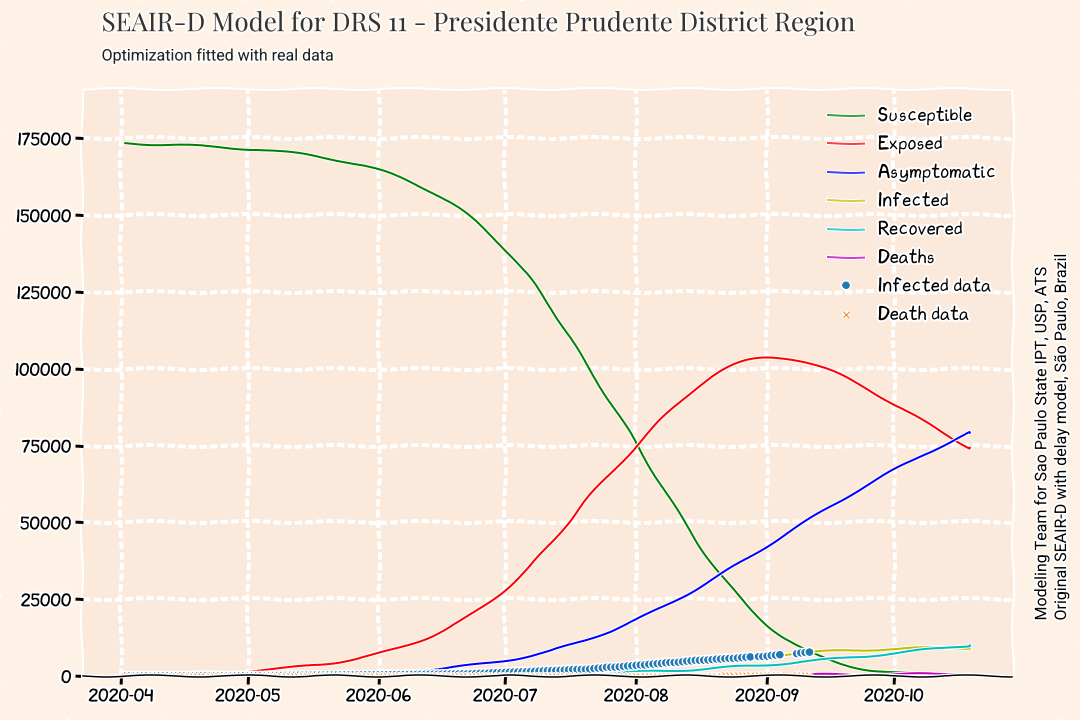 SEAIR-D Model for DRS 11 - Presidente Prudente District Region
Optimization fitted with real data
175000
150000
125000
100000
75000
50000
25000
0
2020-04
2020-05
2020-06
2020-07
2020-08
2020-09
2020-10
Susceptible
Exposed
Asymptomatic
Infected
Recovered
Deaths
Infected data
Death data
Modeling Team for Sao Paulo State IPT, USP, ATS
Original SEAIR-D with delay model, São Paulo, Brazil